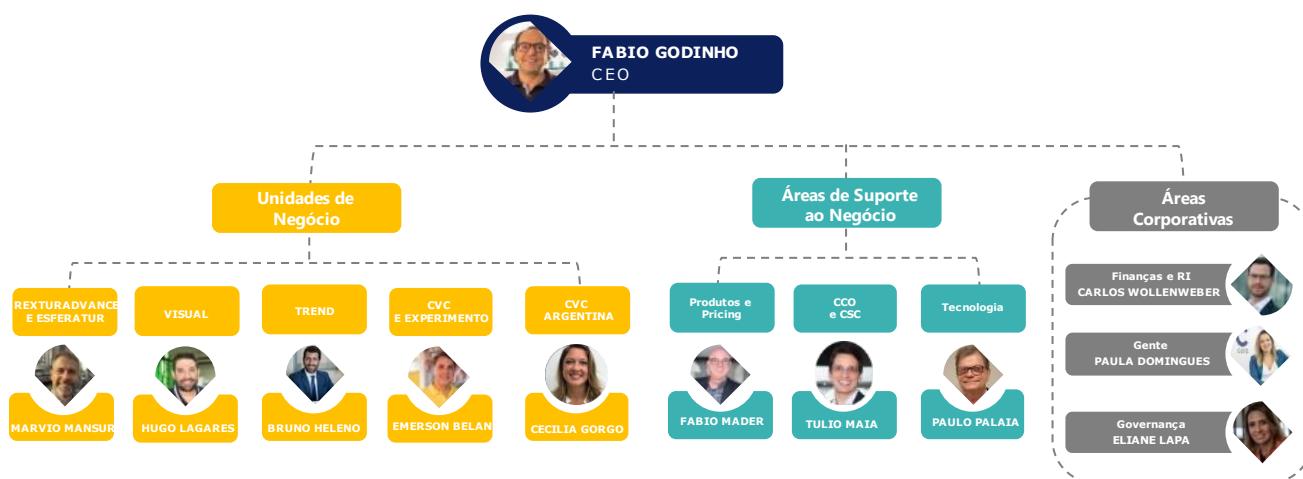 FABIO GODINHO
CEO
Unidades de
Negócio
Áreas de Suporte
ao Negócio
Áreas
Corporativas
REXTURADVANCE
E ESFERATUR
VISUAL
TREND
CVC
E EXPERIMENTO
CVC
ARGENTINA
Produtos e
Pricing
CCO
e CSC
Tecnologia
MARVIO MANSUR
HUGO LAGARES
BRUNO HELENO
EMERSON BELAN
CECILIA GORGO
FABIO MADER
TULIO MAIA
PAULO PALAIA
Finanças e RI
CARLOS WOLLENWEBER
Gente
PAULA DOMINGUES
Governança
ELIANE LAPA